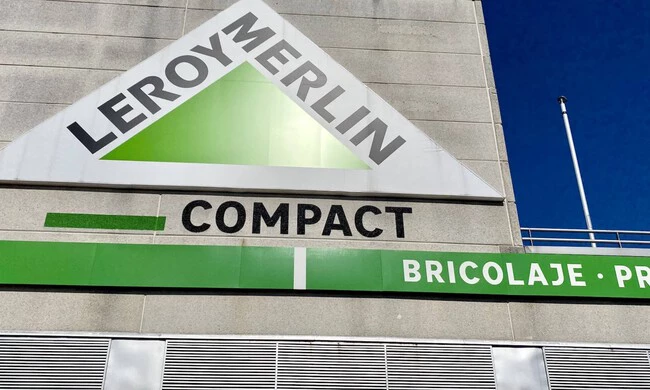 LEROY MERLIN
COMPACT
BRICOLAJE · PR